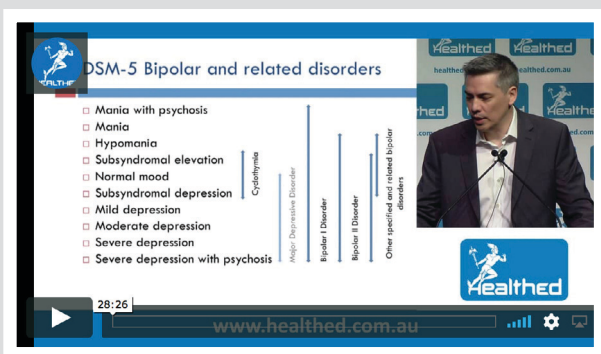 HEALTHED
DSM-5 Bipolar and related disorders
Mania with psychosis
Mania
Hypomania
Subsyndromal elevation
Normal mood
Subsyndromal depression
Mild depression
Moderate depression
Severe depression
Severe depression with psychosis
Cyclothymia
Major Depressive Disorder
Bipolar I Disorder
Bipolar II Disorder
Other specified and related bipolar
disorders
Healthed Healthed
healthed.com.au
Healthed
28:26
www.healthed.com.au